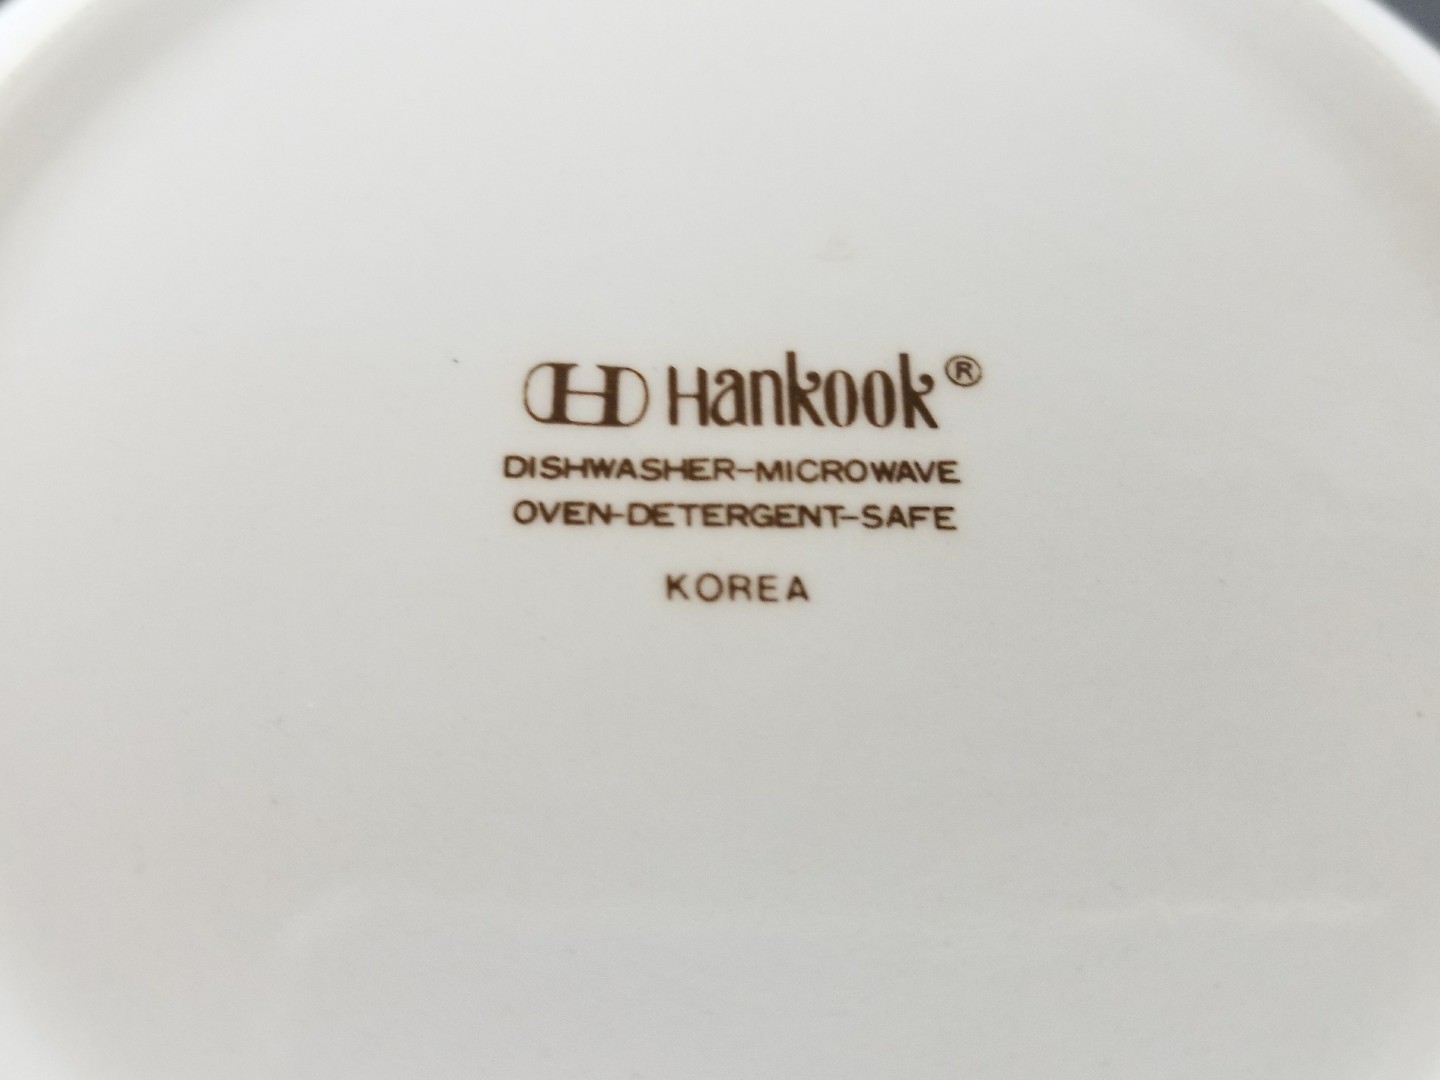 H Hankook®
DISHWASHER-MICROWAVE
OVEN-DETERGENT-SAFE
KOREA